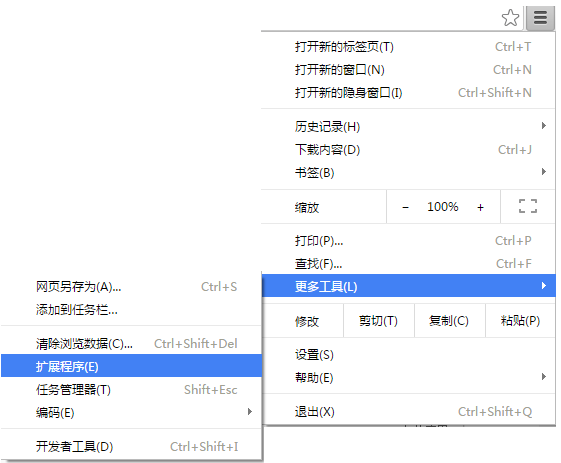 打开新的标签页(T) Ctrl+T
打开新的窗口(N) Ctrl+N
打开新的隐身窗口(I) Ctrl+Shift+N
历史记录(H)
下载内容(D) Ctrl+J
书签(B)
缩放 − 100% +
打印(P)... Ctrl+P
查找(F)... Ctrl+F
更多工具(L)
修改 剪切(T) 复制(C) 粘贴(P)
设置(S)
帮助(E)
退出(X) Ctrl+Shift+Q
网页另存为(A)... Ctrl+S
添加到任务栏...
清除浏览数据(C)... Ctrl+Shift+Del
扩展程序(E)
任务管理器(T) Shift+Esc
编码(E)
开发者工具(D) Ctrl+Shift+I